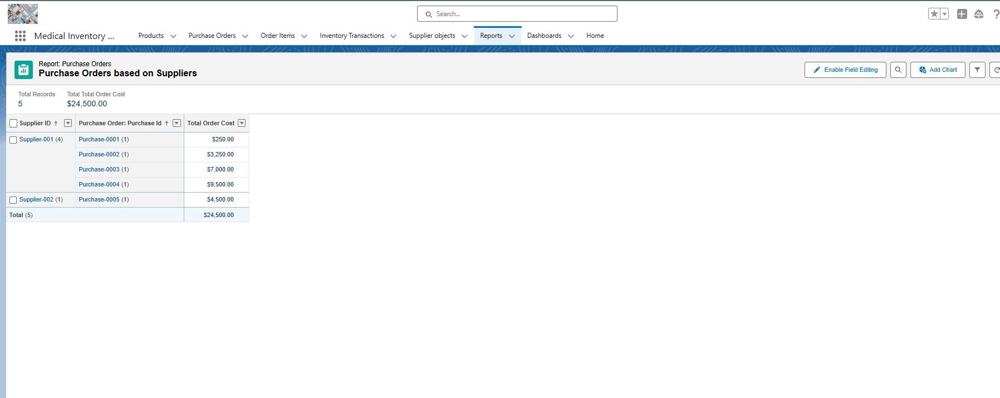 Search...
Medical Inventory ... Products Purchase Orders Order Items Inventory Transactions Supplier objects Reports Dashboards Home
Report: Purchase Orders
Purchase Orders based on Suppliers
Enable Field Editing Add Chart
Total Records Total Total Order Cost
5 $24,500.00
Supplier ID ↑ Purchase Order: Purchase Id ↑ Total Order Cost
Supplier-001 (4) Purchase-0001 (1) $250.00
Purchase-0002 (1) $3,250.00
Purchase-0003 (1) $7,000.00
Purchase-0004 (1) $9,500.00
Supplier-002 (1) Purchase-0005 (1) $4,500.00
Total (5) $24,500.00